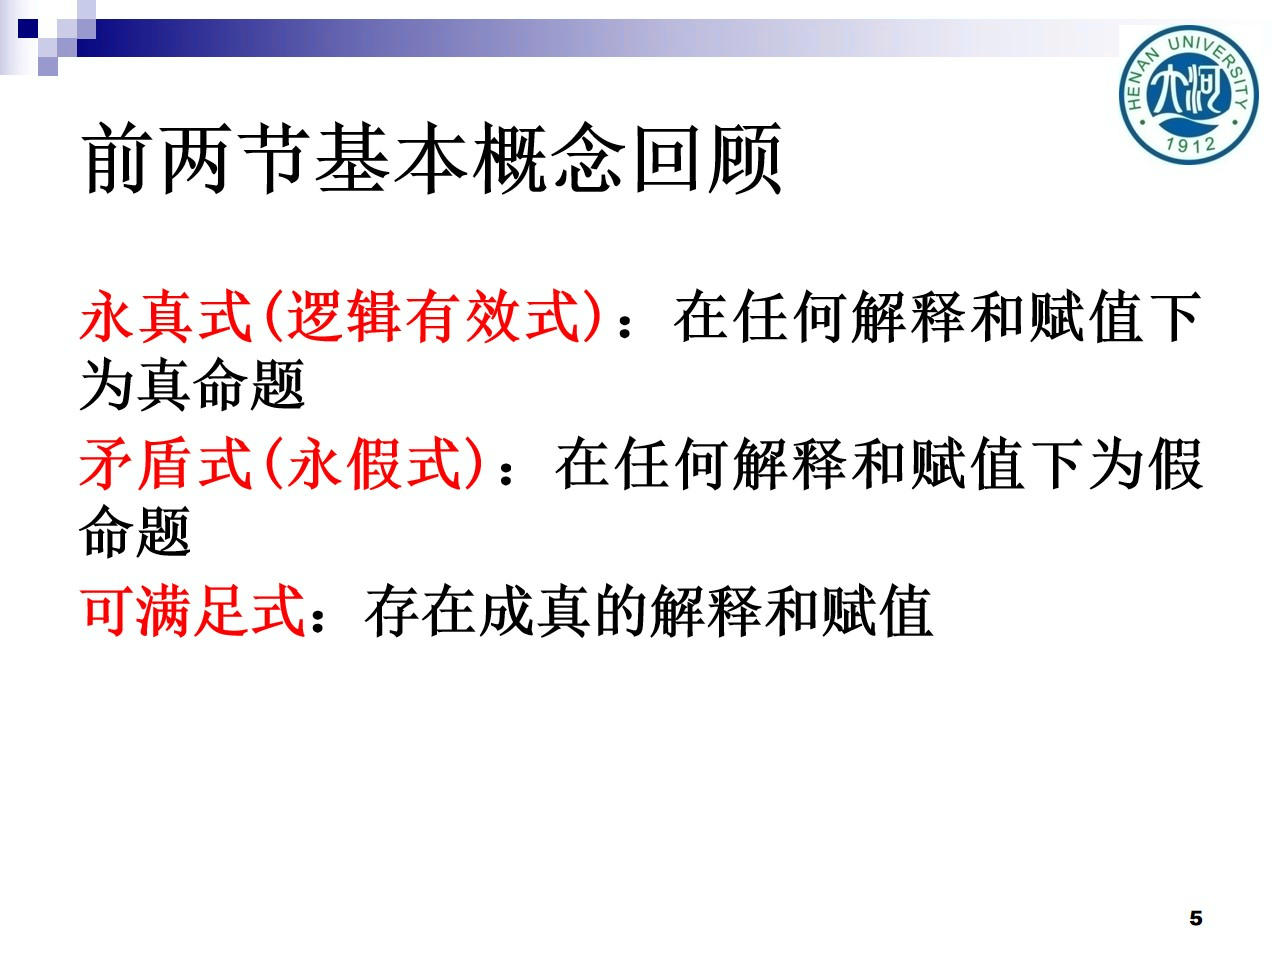 HENAN UNIVERSITY
1912
前两节基本概念回顾
永真式(逻辑有效式)：在任何解释和赋值下
为真命题
矛盾式(永假式)：在任何解释和赋值下为假
命题
可满足式：存在成真的解释和赋值
5